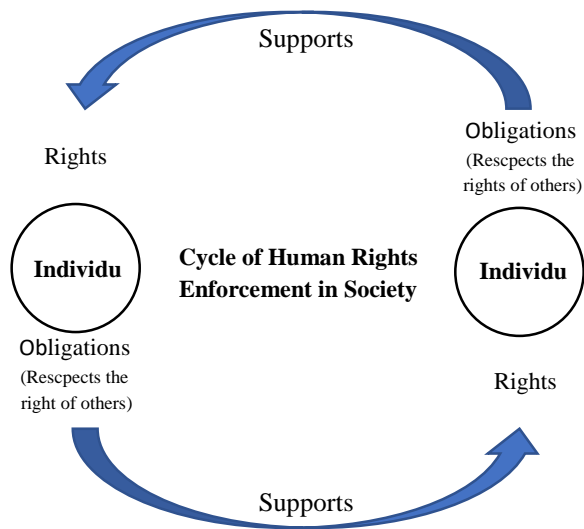 Supports
Obligations
(Rescpects the
rights of others)
Rights
Individu
Cycle of Human Rights
Enforcement in Society
Individu
Obligations
(Rescpects the
right of others)
Rights
Supports